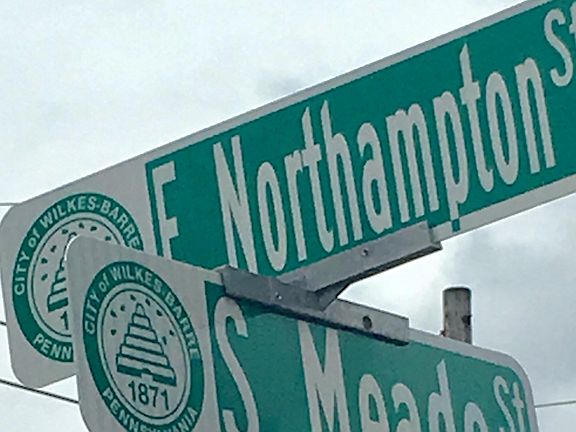 E Northampton St
CITY of WILKES-BARRE
PENN
S Meade St
CITY of WILKES-BARRE
1871
PENNSYLVANIA